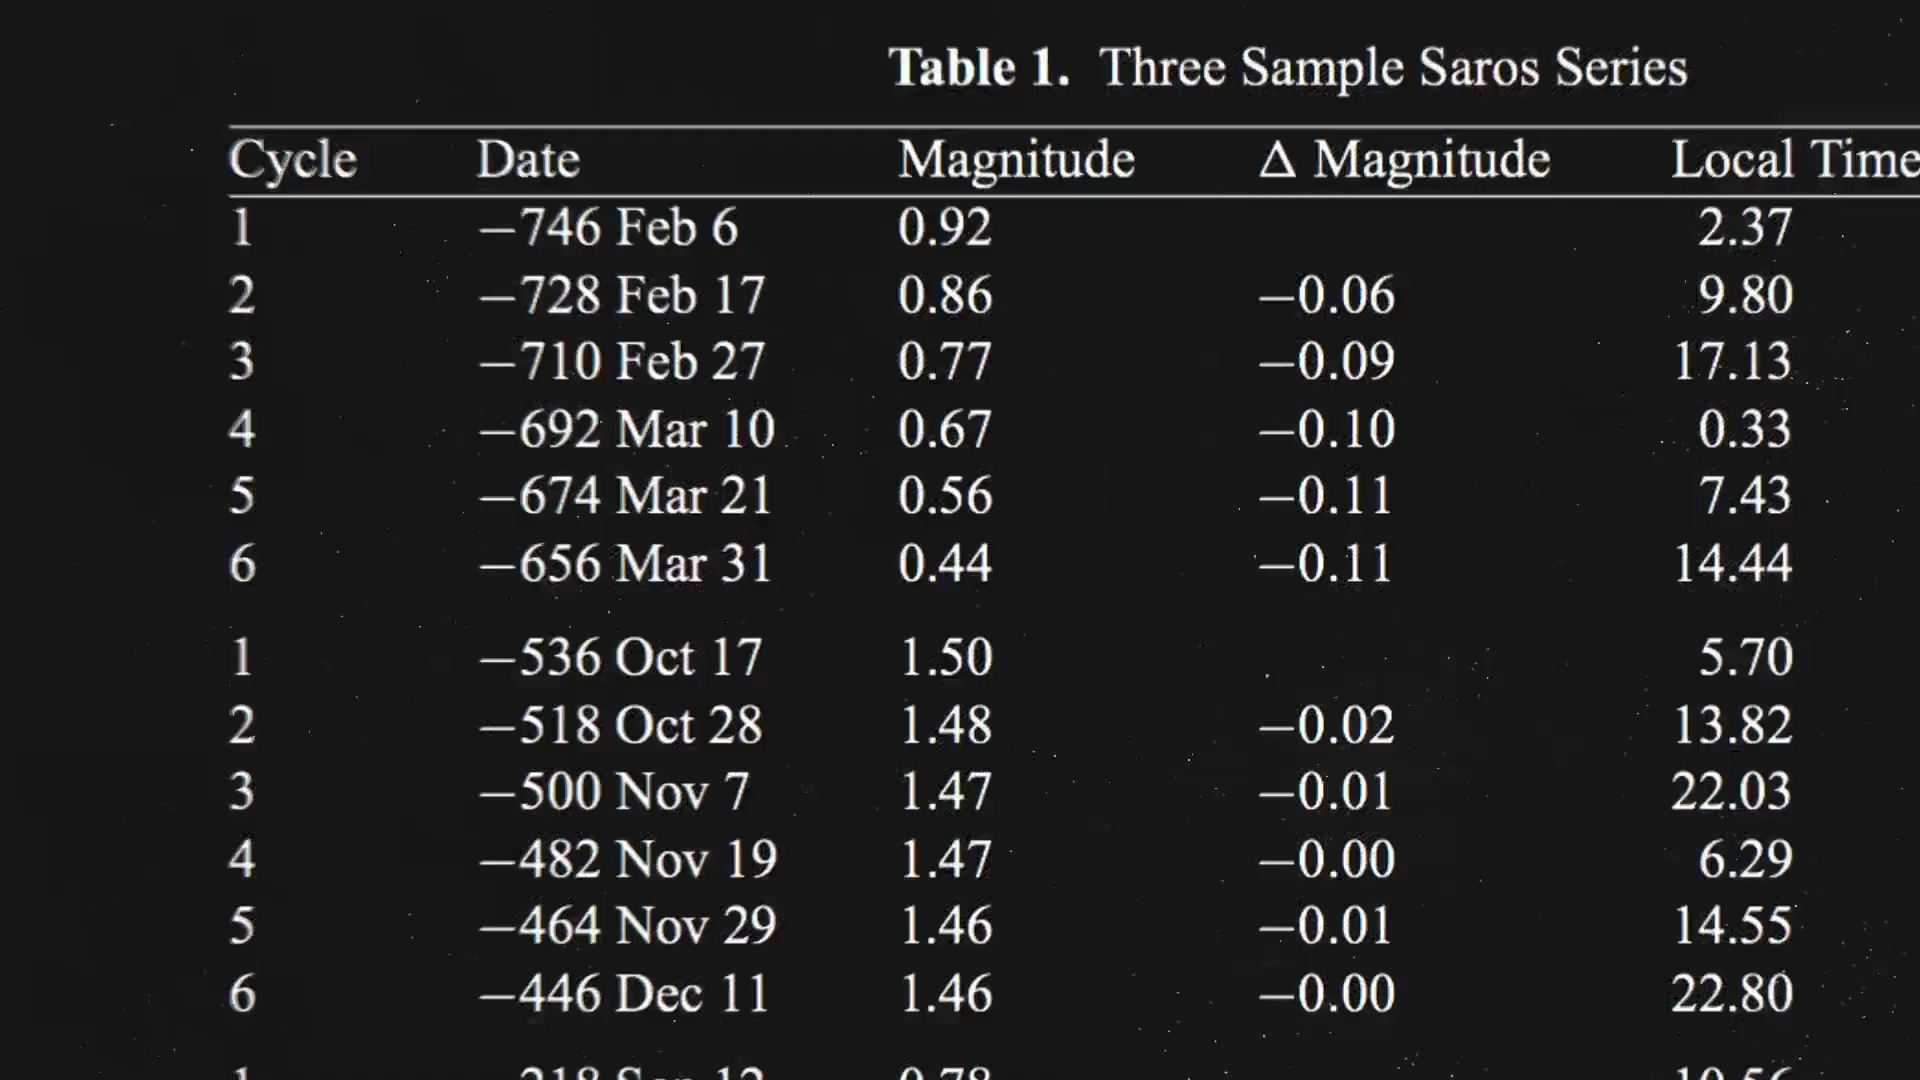 Table 1. Three Sample Saros Series
Cycle Date Magnitude Δ Magnitude Local Time
1 −746 Feb 6 0.92 2.37
2 −728 Feb 17 0.86 −0.06 9.80
3 −710 Feb 27 0.77 −0.09 17.13
4 −692 Mar 10 0.67 −0.10 0.33
5 −674 Mar 21 0.56 −0.11 7.43
6 −656 Mar 31 0.44 −0.11 14.44
1 −536 Oct 17 1.50 5.70
2 −518 Oct 28 1.48 −0.02 13.82
3 −500 Nov 7 1.47 −0.01 22.03
4 −482 Nov 19 1.47 −0.00 6.29
5 −464 Nov 29 1.46 −0.01 14.55
6 −446 Dec 11 1.46 −0.00 22.80